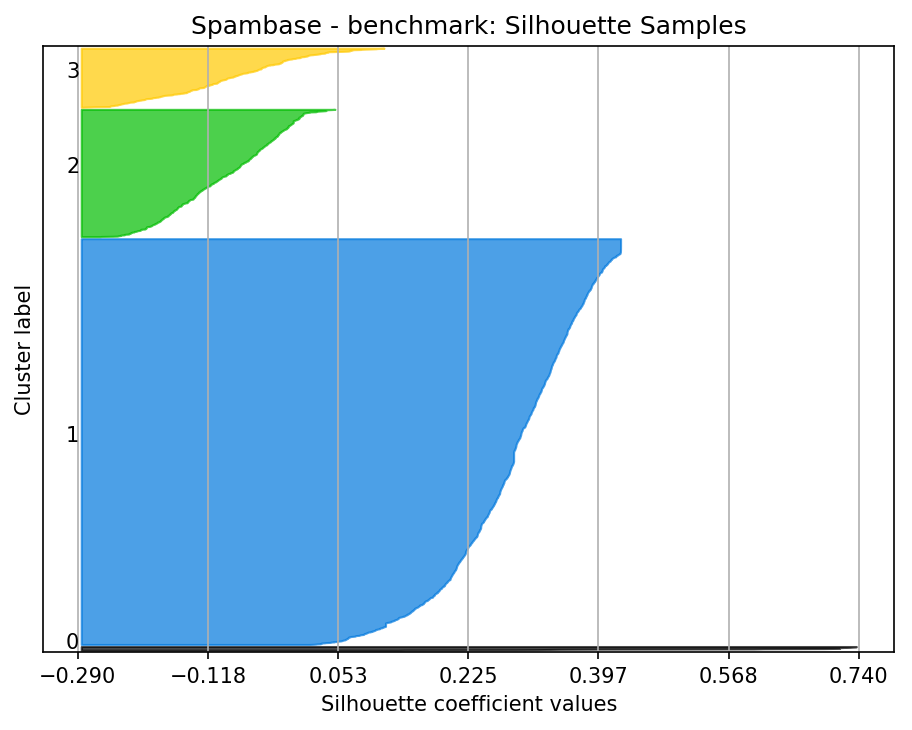 Spambase - benchmark: Silhouette Samples
3
2
1
0
Cluster label
−0.290 −0.118 0.053 0.225 0.397 0.568 0.740
Silhouette coefficient values